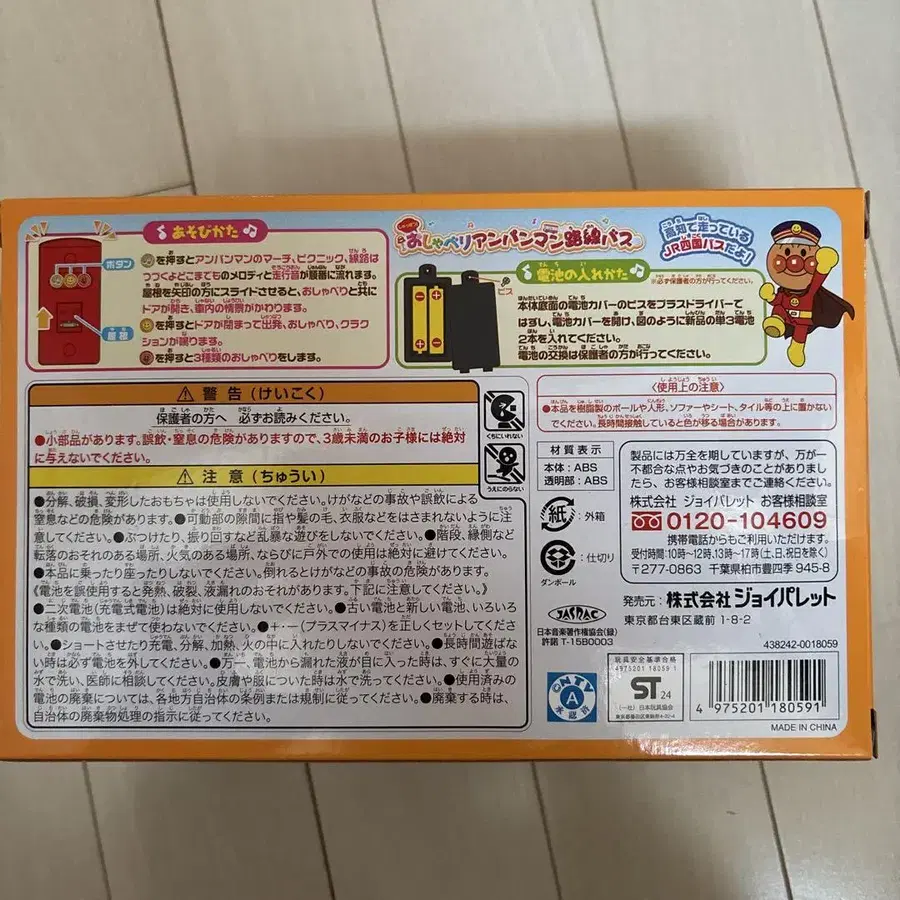 あそびかた
ボタン
屋根
を押すとアンパンマンのマーチ、ピクニック、線路は
つづくよどこまでものメロディと走行音が順番に流れます。
屋根を矢印の方にスライドさせると、おしゃべりと共に
ドアが開き、車内の情景がかわります。
を押すとドアが閉まって出発、おしゃべり、クラク
ションが鳴ります。
を押すと3種類のおしゃべりをします。
おしゃべりアンパンマン路線バス
電池の入れかた
※必ず保護者の方が行ってください。
ビス
本体底面の電池カバーのビスをプラスドライバーで
はずし、電池カバーを開け、図のように新品の単3電池
2本を入れてください。
電池の交換は保護者の方が行ってください。
高知で走っている
JR四国バスだよ!
警告(けいこく)
保護者の方へ 必ずお読みください。
●小部品があります。誤飲・窒息の危険がありますので、3歳未満のお子様には絶対
に与えないでください。
くちにいれない
うえにのらない
注意(ちゅうい)
●分解、破損、変形したおもちゃは使用しないでください。けがなどの事故や誤飲による
窒息などの危険があります。●可動部の隙間に指や髪の毛、衣服などをはさまれないように注
意してください。●ぶつけたり、振り回すなど乱暴な遊びをしないでください。●階段、縁側など
転落のおそれのある場所、火気のある場所、ならびに戸外での使用は絶対に避けてください。
●本品に乗ったり座ったりしないでください。倒れるとけがなどの事故の危険があります。
《電池を誤使用すると発熱、破裂、液漏れのおそれがあります。下記に注意してください。》
●二次電池(充電式電池)は絶対に使用しないでください。●古い電池と新しい電池、いろいろ
な種類の電池をまぜて使わないでください。●+-(プラスマイナス)を正しくセットしてくださ
い。●ショートさせたり充電、分解、加熱、火の中に入れたりしないでください。●長時間遊ばな
い時は必ず電池を外してください。●万一、電池から漏れた液が目に入った時は、すぐに大量の
水で洗い、医師に相談してください。皮膚や服についた時は水で洗ってください。●使用済みの
電池の廃棄については、各地方自治体の条例または規制に従ってください。●廃棄する時は、
自治体の廃棄物処理の指示に従ってください。
〈使用上の注意〉
●本品を樹脂製のボールや人形、ソファーやシート、タイル等の上に置かない
でください。長時間接触していると色が移る場合があります。
材質表示
本体:ABS
透明部:ABS
紙
:外箱
:仕切り
ダンボール
JASRAC
日本音楽著作権協会(録)
許諾 T-15B0003
製品には万全を期していますが、万が一
不都合な点やお気づきのことがありまし
たら、お客様相談室までご連絡ください。
株式会社 ジョイパレット お客様相談室
0120-104609
携帯電話からもご利用いただけます。
受付時間10時~12時、13時~17時(土、日、祝日を除く)
〒277-0863 千葉県柏市豊四季 945-8
発売元:株式会社ジョイパレット
東京都台東区蔵前 1-8-2
438242-0018059
NTV
A
承認許
玩具安全基準合格
4975201 18059 1
ST 24
(一社)日本玩具協会
4 975201 180591
MADE IN CHINA